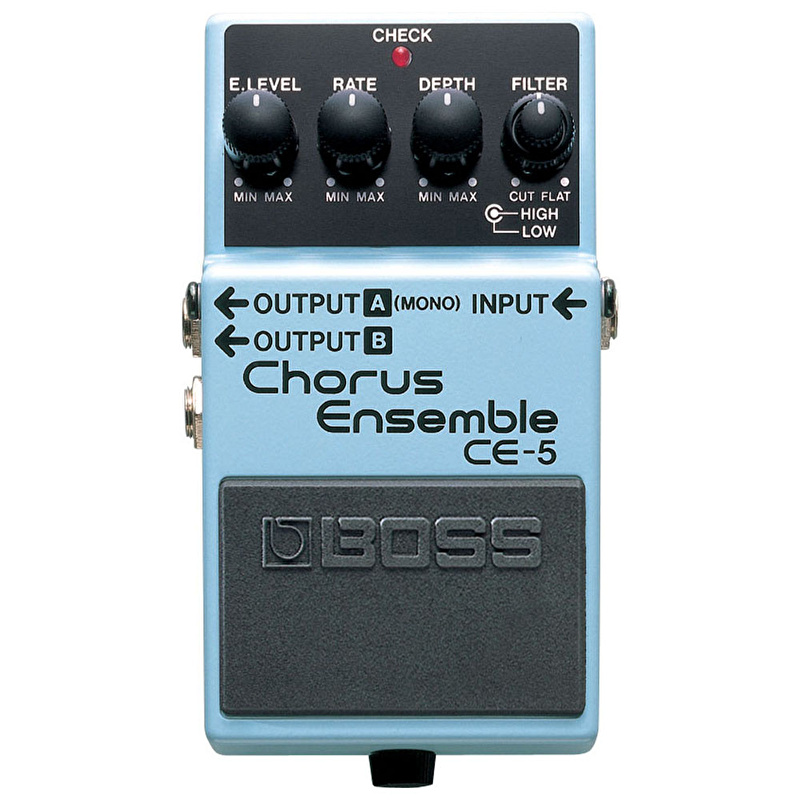 CHECK
E.LEVEL RATE DEPTH FILTER
MIN MAX MIN MAX MIN MAX CUT FLAT
HIGH
LOW
OUTPUT A (MONO) INPUT
OUTPUT B
Chorus
Ensemble
CE-5
BOSS